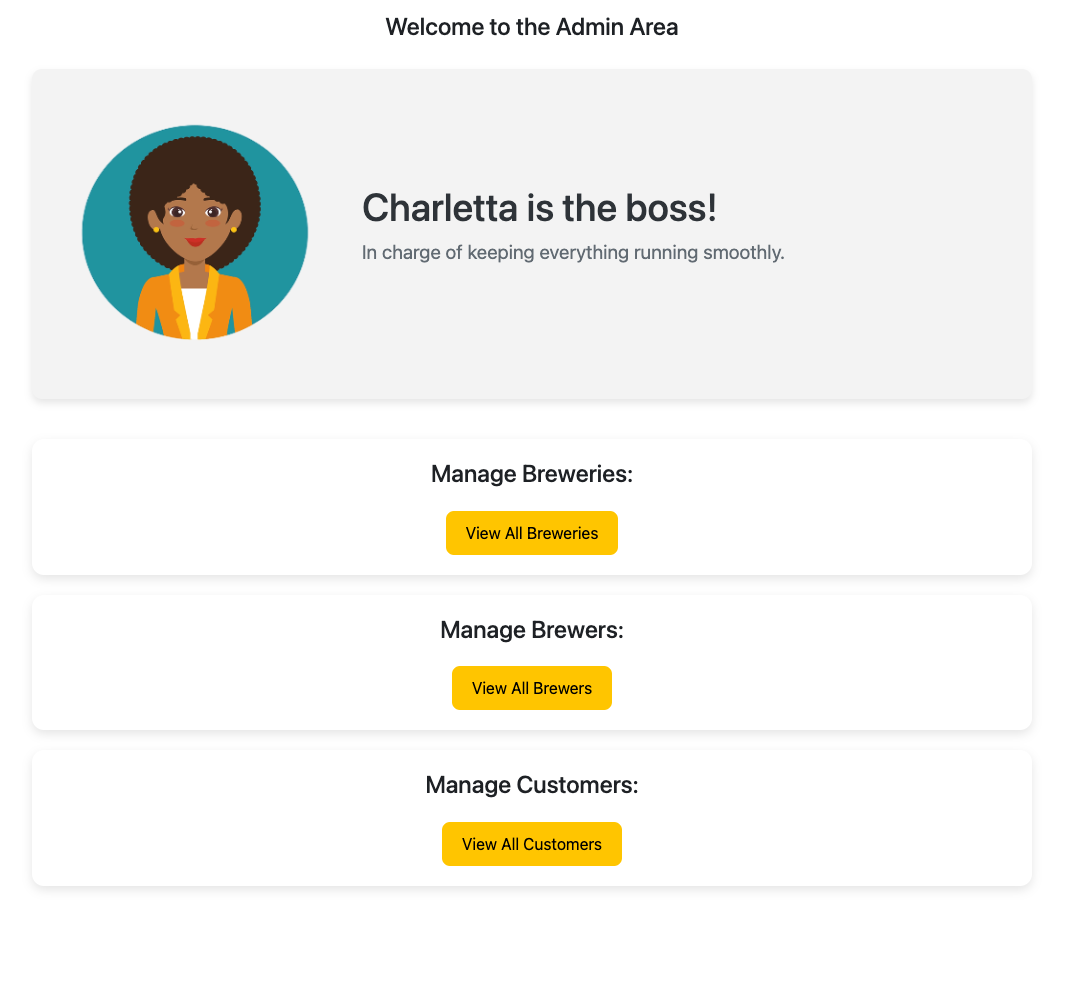 Welcome to the Admin Area
Charletta is the boss!
In charge of keeping everything running smoothly.
Manage Breweries:
View All Breweries
Manage Brewers:
View All Brewers
Manage Customers:
View All Customers